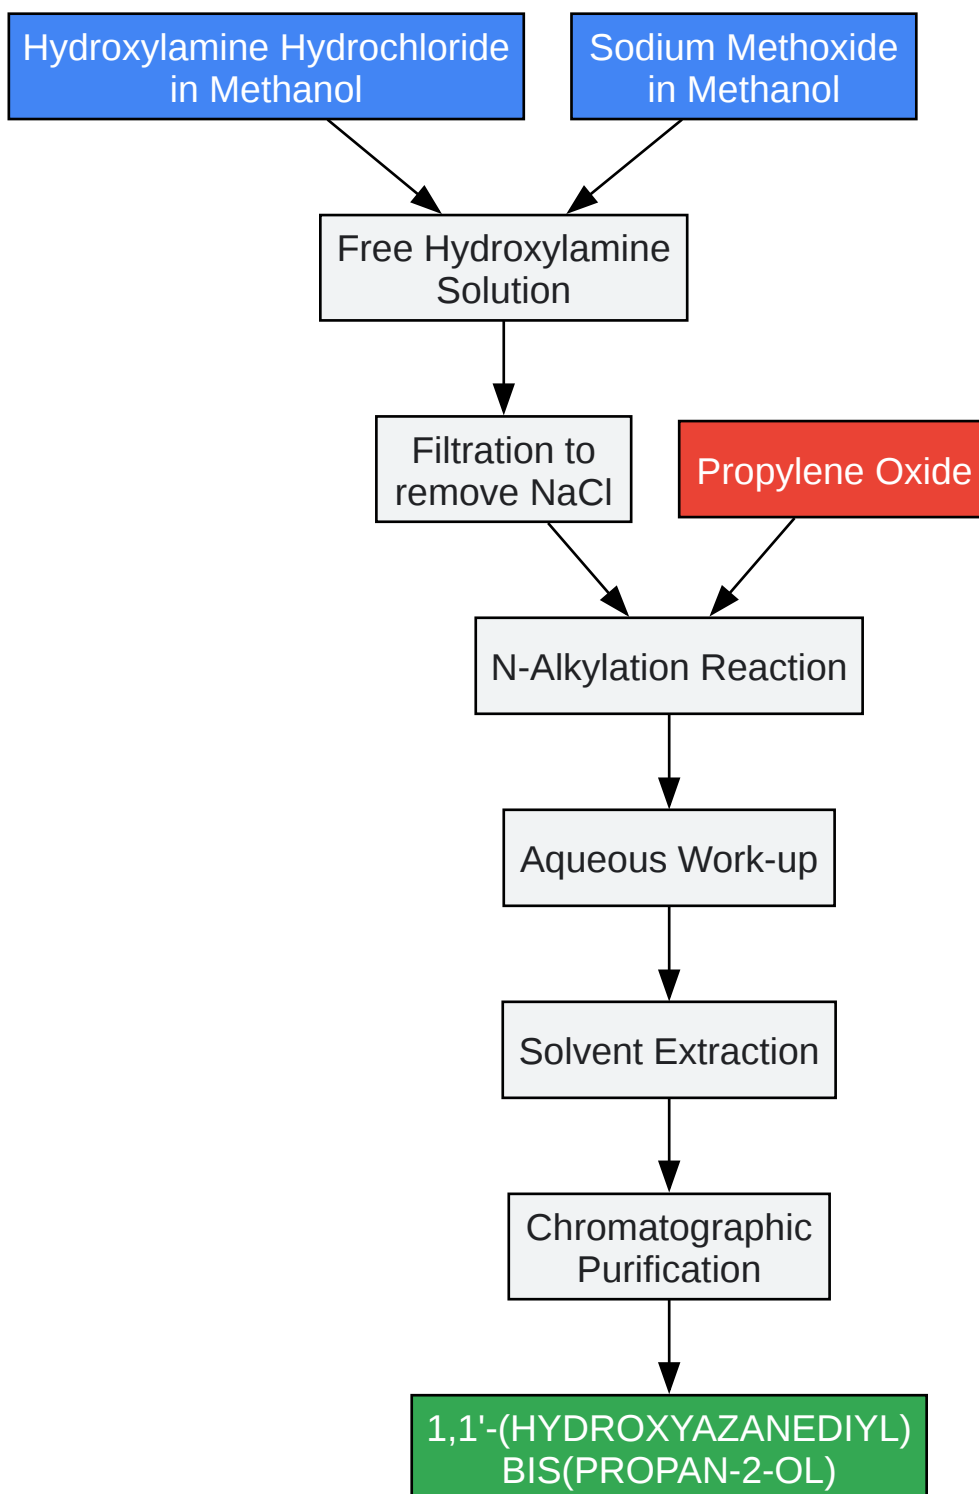 Hydroxylamine Hydrochloride
in Methanol
Sodium Methoxide
in Methanol
Free Hydroxylamine
Solution
Filtration to
remove NaCl
Propylene Oxide
N-Alkylation Reaction
Aqueous Work-up
Solvent Extraction
Chromatographic
Purification
1,1'-(HYDROXYAZANEDIYL)
BIS(PROPAN-2-OL)